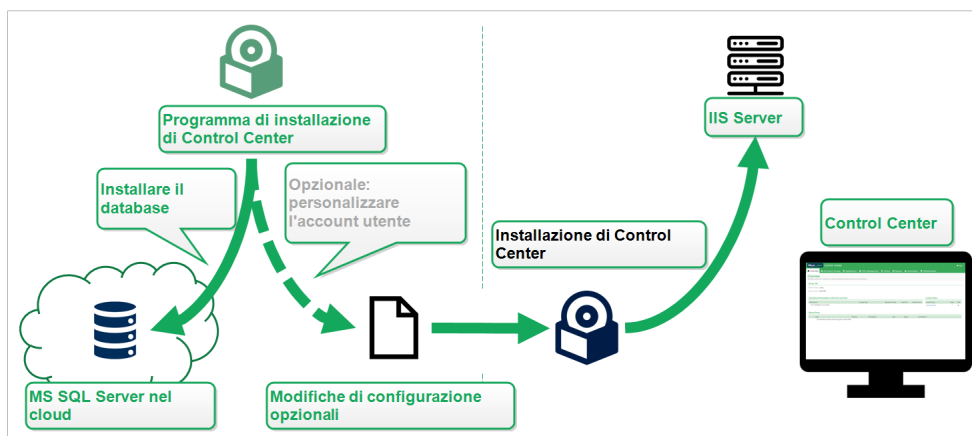 Programma di installazione
di Control Center
IIS Server
Installare il
database
Opzionale:
personalizzare
l'account utente
Installazione di Control
Center
Control Center
MS SQL Server nel
cloud
Modifiche di configurazione
opzionali